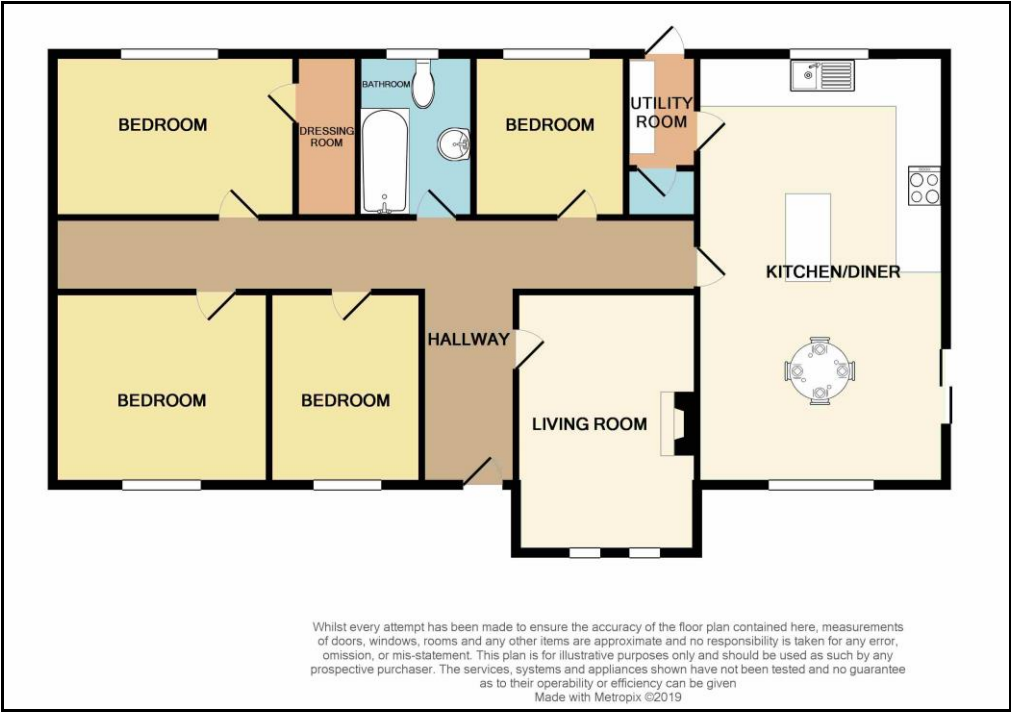 BEDROOM
DRESSING
ROOM
BATHROOM
BEDROOM
UTILITY
ROOM
KITCHEN/DINER
HALLWAY
BEDROOM
BEDROOM
LIVING ROOM
Whilst every attempt has been made to ensure the accuracy of the floor plan contained here, measurements
of doors, windows, rooms and any other items are approximate and no responsibility is taken for any error,
omission, or mis-statement. This plan is for illustrative purposes only and should be used as such by any
prospective purchaser. The services, systems and appliances shown have not been tested and no guarantee
as to their operability or efficiency can be given
Made with Metropix ©2019